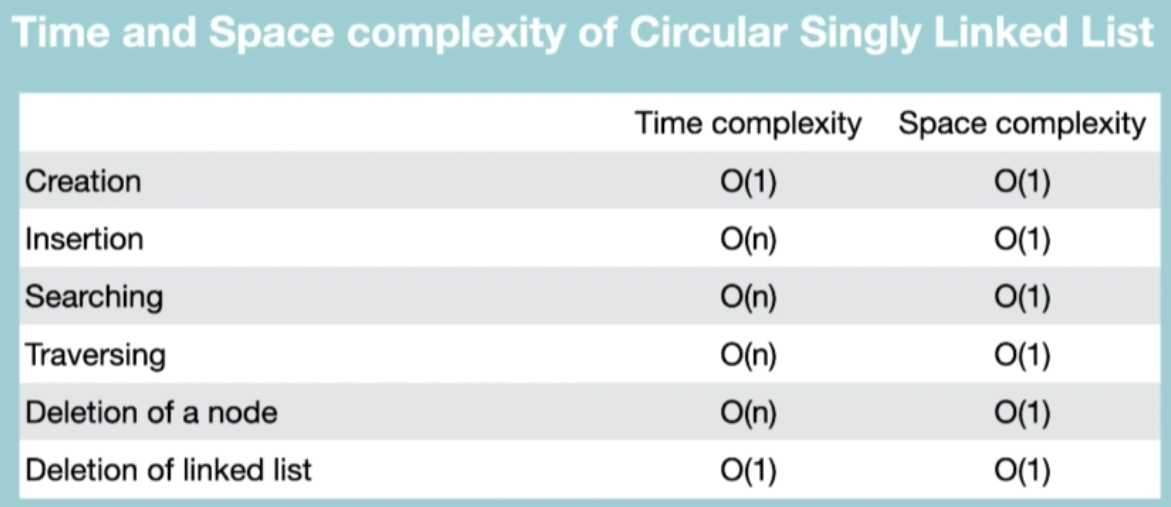 Time and Space complexity of Circular Singly Linked List
Time complexity Space complexity
Creation O(1) O(1)
Insertion O(n) O(1)
Searching O(n) O(1)
Traversing O(n) O(1)
Deletion of a node O(n) O(1)
Deletion of linked list O(1) O(1)